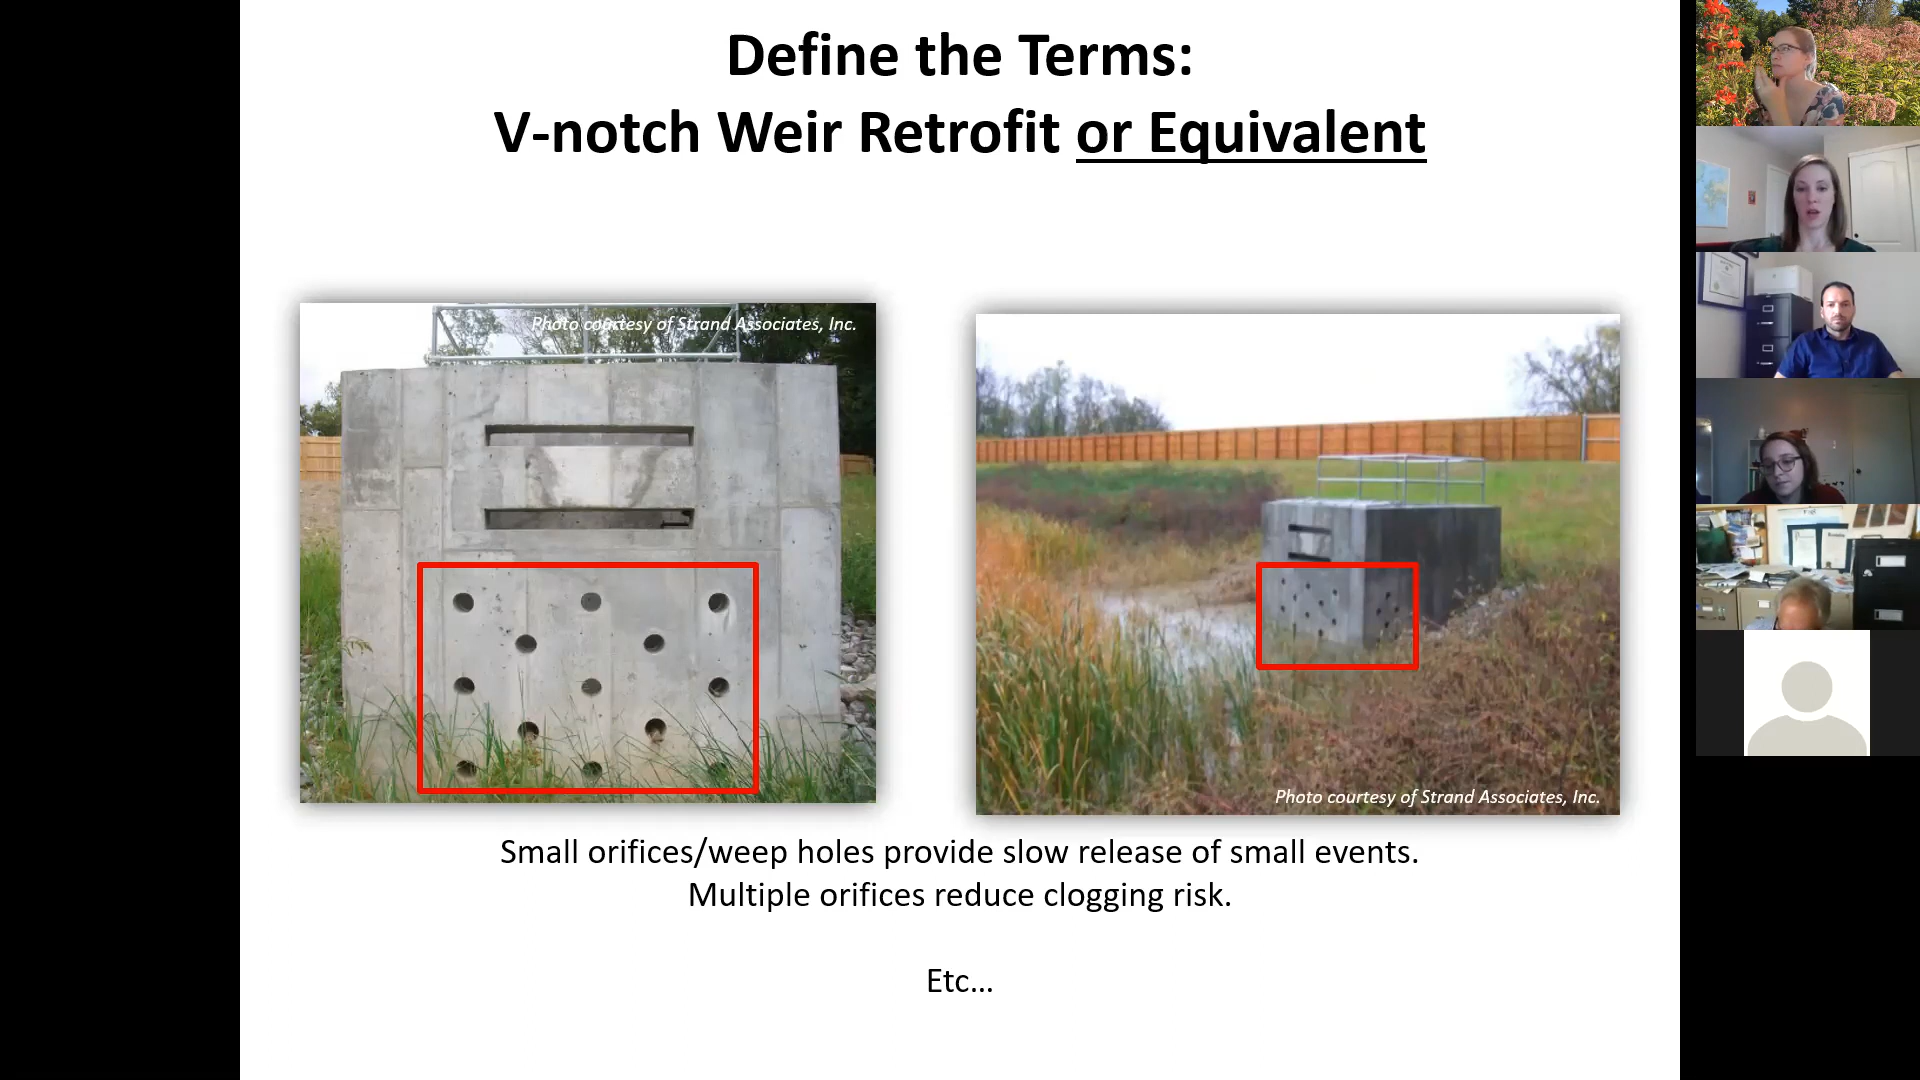 Define the Terms:
V-notch Weir Retrofit or Equivalent
Photo courtesy of Strand Associates, Inc.
Photo courtesy of Strand Associates, Inc.
Small orifices/weep holes provide slow release of small events.
Multiple orifices reduce clogging risk.
Etc...